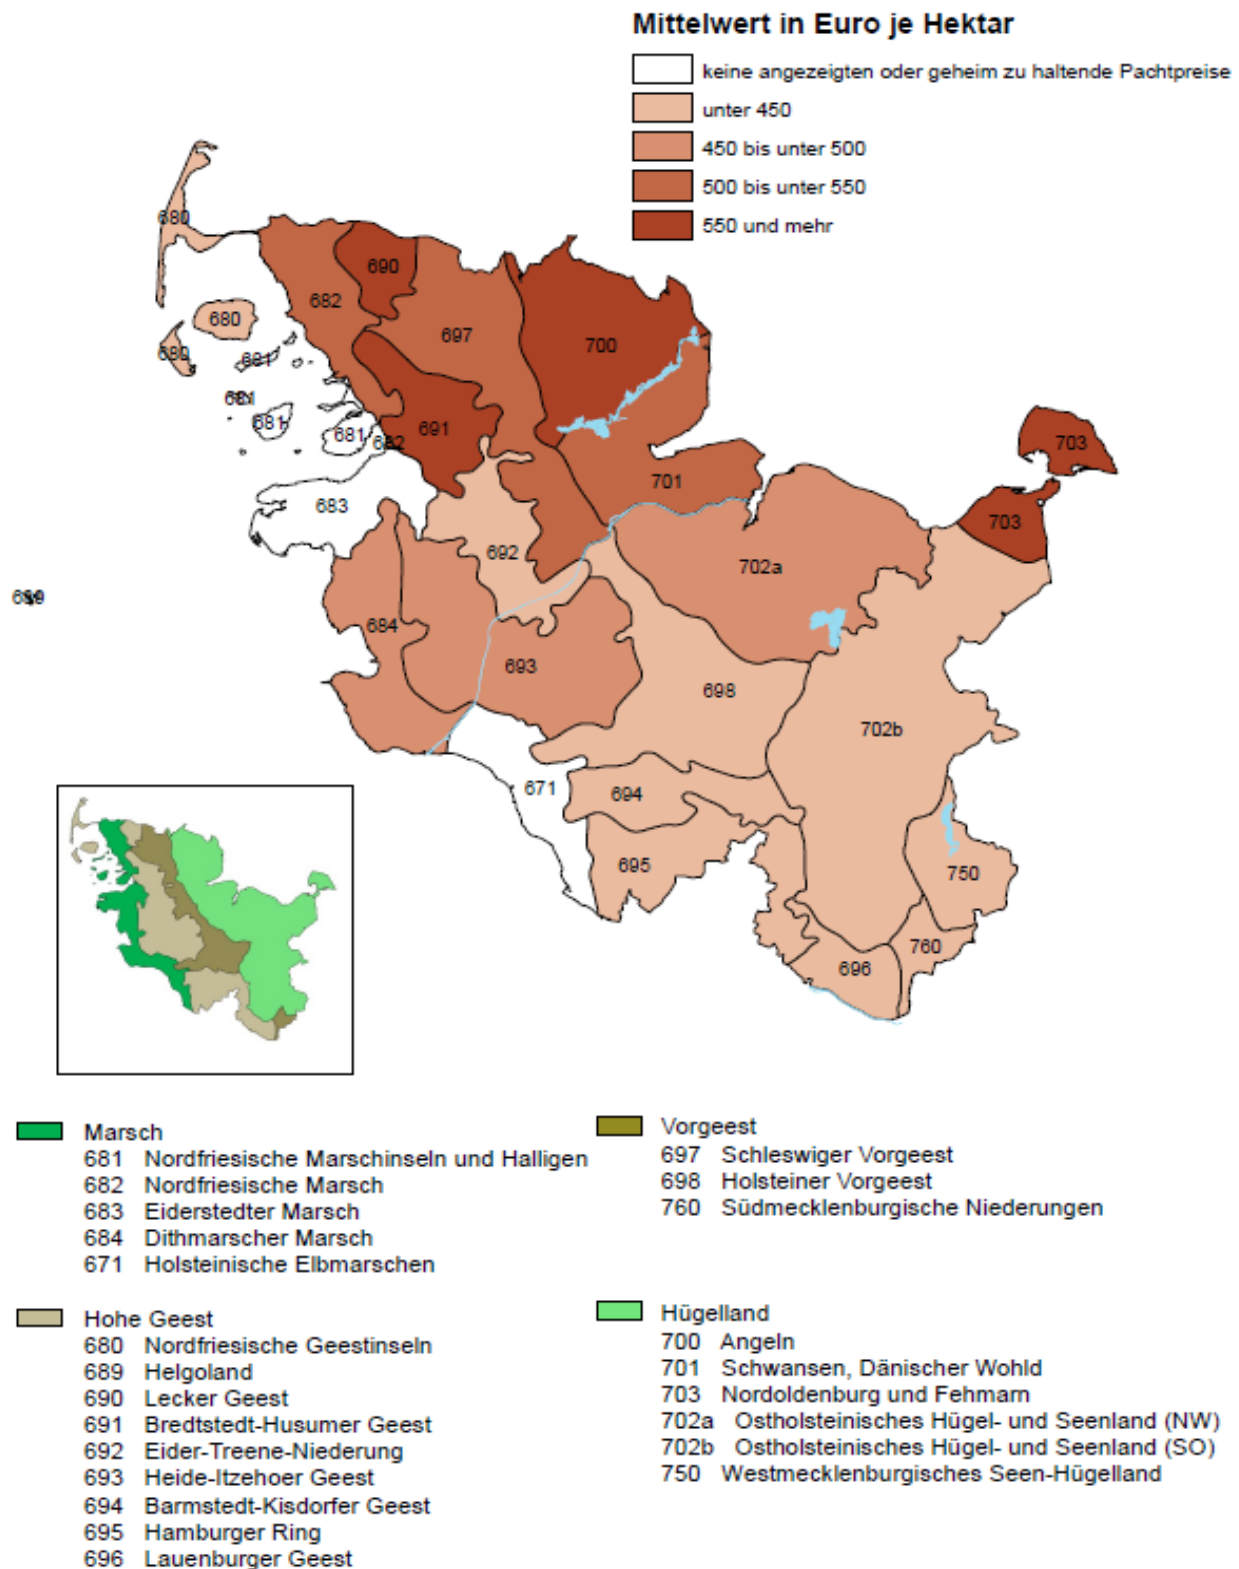 Mittelwert in Euro je Hektar
keine angezeigten oder geheim zu haltende Pachtpreise
unter 450
450 bis unter 500
500 bis unter 550
550 und mehr
680
690
682
680
697
700
680
681
681
681
681
682
691
703
701
683
703
692
702a
689
684
693
698
702b
671
694
695
750
760
696
Marsch
681 Nordfriesische Marschinseln und Halligen
682 Nordfriesische Marsch
683 Eiderstedter Marsch
684 Dithmarscher Marsch
671 Holsteinische Elbmarschen
Hohe Geest
680 Nordfriesische Geestinseln
689 Helgoland
690 Lecker Geest
691 Bredtstedt-Husumer Geest
692 Eider-Treene-Niederung
693 Heide-Itzehoer Geest
694 Barmstedt-Kisdorfer Geest
695 Hamburger Ring
696 Lauenburger Geest
Vorgeest
697 Schleswiger Vorgeest
698 Holsteiner Vorgeest
760 Südmecklenburgische Niederungen
Hügelland
700 Angeln
701 Schwansen, Dänischer Wohld
703 Nordoldenburg und Fehmarn
702a Ostholsteinisches Hügel- und Seenland (NW)
702b Ostholsteinisches Hügel- und Seenland (SO)
750 Westmecklenburgisches Seen-Hügelland